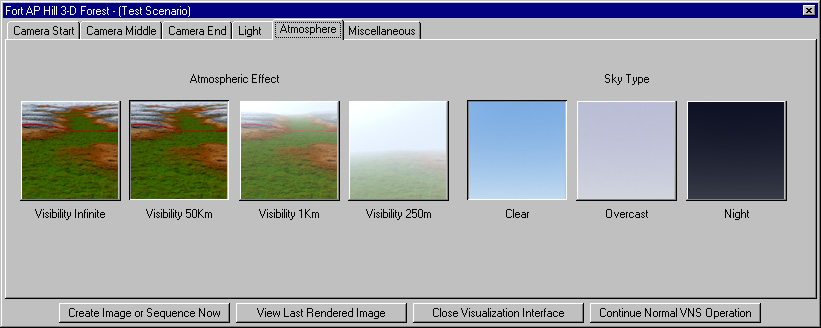 Fort AP Hill 3-D Forest - (Test Scenario)
Camera Start Camera Middle Camera End Light Atmosphere Miscellaneous
Atmospheric Effect Sky Type
Visibility Infinite Visibility 50Km Visibility 1Km Visibility 250m Clear Overcast Night
Create Image or Sequence Now View Last Rendered Image Close Visualization Interface Continue Normal VNS Operation